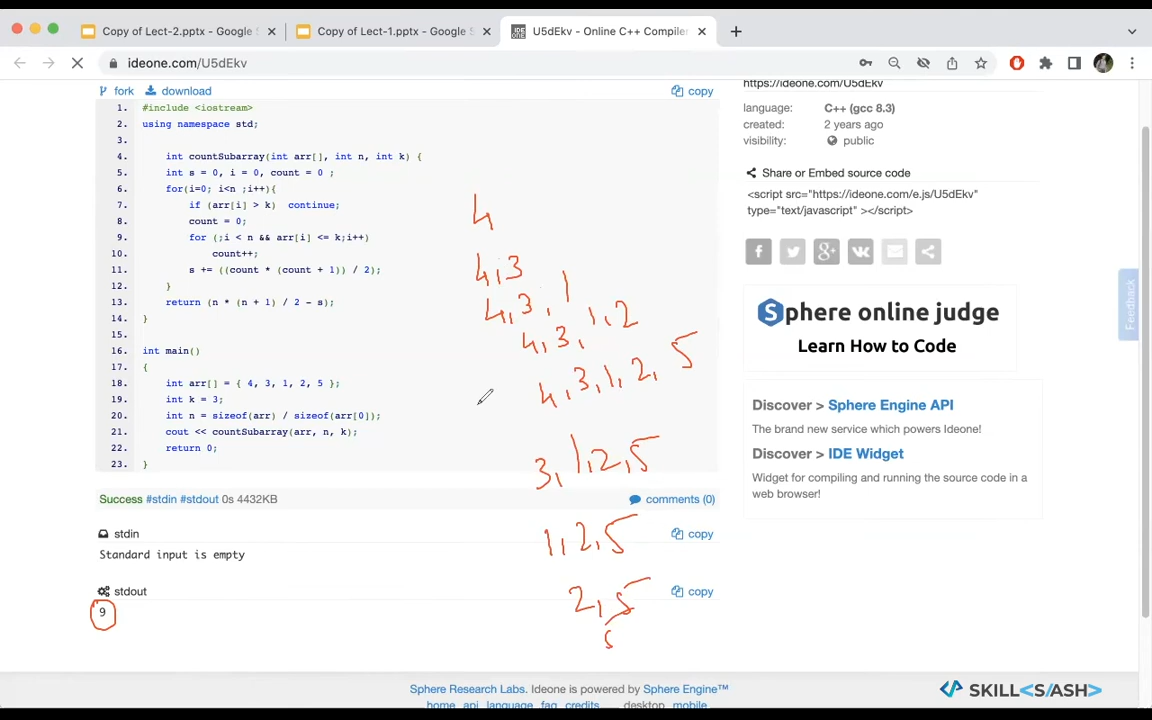 Copy of Lect-2.pptx - Google S
Copy of Lect-1.pptx - Google S
U5dEkv - Online C++ Compiler
ideone.com/U5dEkv
fork download copy
1. #include <iostream>
2. using namespace std;
3.
4. int countSubarray(int arr[], int n, int k) {
5. int s = 0, i = 0, count = 0 ;
6. for(i=0; i<n ;i++){
7. if (arr[i] > k) continue;
8. count = 0;
9. for (;i < n && arr[i] <= k;i++)
10. count++;
11. s += ((count * (count + 1)) / 2);
12. }
13. return (n * (n + 1) / 2 - s);
14. }
15.
16. int main()
17. {
18. int arr[] = { 4, 3, 1, 2, 5 };
19. int k = 3;
20. int n = sizeof(arr) / sizeof(arr[0]);
21. cout << countSubarray(arr, n, k);
22. return 0;
23. }
4
4,3
4,3,1
4,3,1,2
4,3,1,2,5
3,1,2,5
1,2,5
2,5
5
Success #stdin #stdout 0s 4432KB
comments (0)
stdin
copy
Standard input is empty
stdout
copy
9
https://ideone.com/U5dEkv
language: C++ (gcc 8.3)
created: 2 years ago
visibility: public
Share or Embed source code
<script src="https://ideone.com/e.js/U5dEkv"
type="text/javascript" ></script>
Sphere online judge
Learn How to Code
Discover > Sphere Engine API
The brand new service which powers Ideone!
Discover > IDE Widget
Widget for compiling and running the source code in a
web browser!
Feedback
Sphere Research Labs. Ideone is powered by Sphere Engine™
home api language faq credits desktop mobile
SKILL<S/ASH>